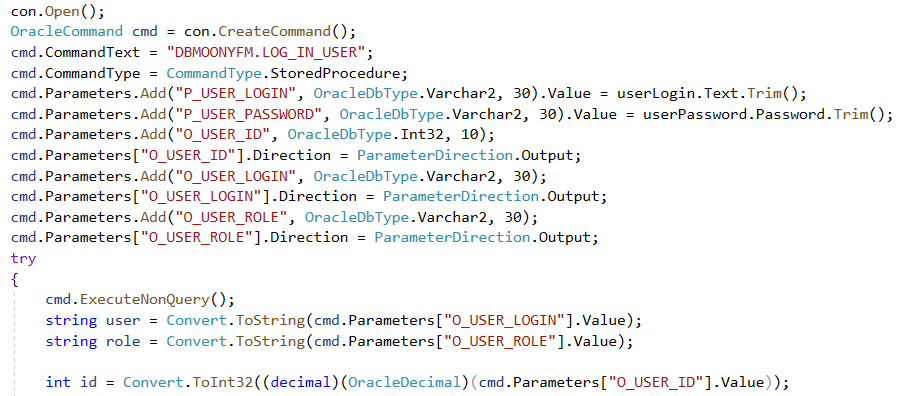 con.Open();
OracleCommand cmd = con.CreateCommand();
cmd.CommandText = "DBMOONYFM.LOG_IN_USER";
cmd.CommandType = CommandType.StoredProcedure;
cmd.Parameters.Add("P_USER_LOGIN", OracleDbType.Varchar2, 30).Value = userLogin.Text.Trim();
cmd.Parameters.Add("P_USER_PASSWORD", OracleDbType.Varchar2, 30).Value = userPassword.Password.Trim();
cmd.Parameters.Add("O_USER_ID", OracleDbType.Int32, 10);
cmd.Parameters["O_USER_ID"].Direction = ParameterDirection.Output;
cmd.Parameters.Add("O_USER_LOGIN", OracleDbType.Varchar2, 30);
cmd.Parameters["O_USER_LOGIN"].Direction = ParameterDirection.Output;
cmd.Parameters.Add("O_USER_ROLE", OracleDbType.Varchar2, 30);
cmd.Parameters["O_USER_ROLE"].Direction = ParameterDirection.Output;
try
{
    cmd.ExecuteNonQuery();
    string user = Convert.ToString(cmd.Parameters["O_USER_LOGIN"].Value);
    string role = Convert.ToString(cmd.Parameters["O_USER_ROLE"].Value);
    int id = Convert.ToInt32((decimal)(OracleDecimal)(cmd.Parameters["O_USER_ID"].Value));